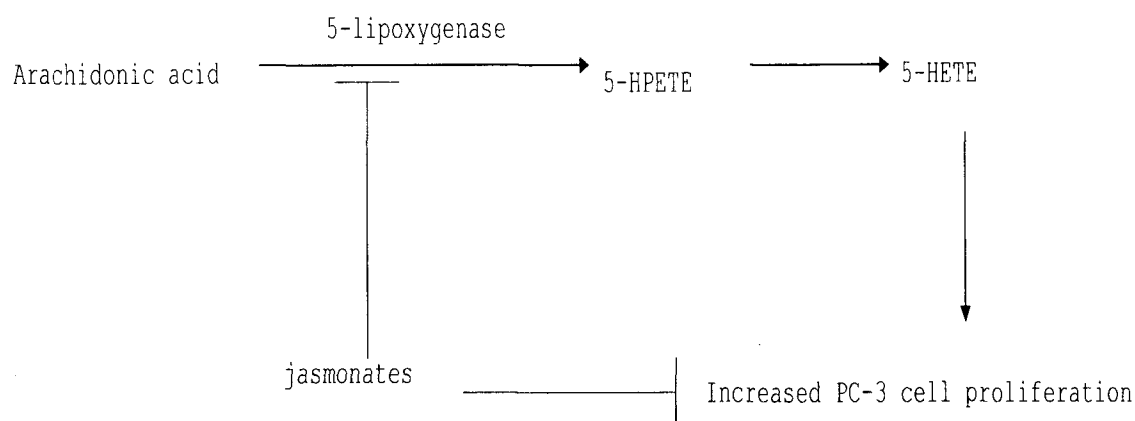 5-lipoxygenase
Arachidonic acid
5-HPETE
5-HETE
jasmonates
Increased PC-3 cell proliferation